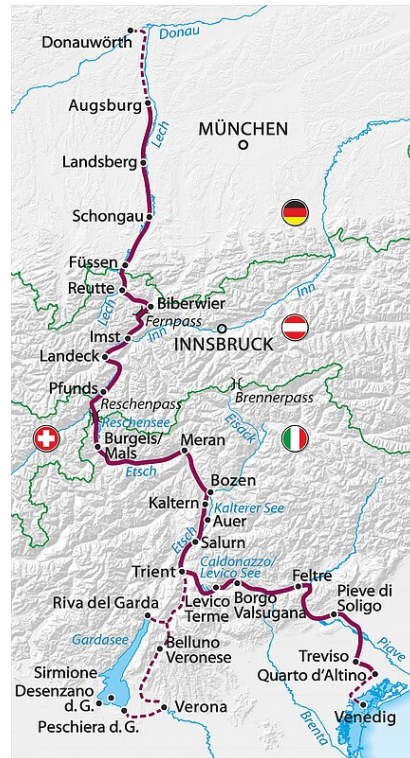 Donauwörth
Donau
Augsburg
Lech
MÜNCHEN
Landsberg
Schongau
Füssen
Reutte
Lech
Biberwier
Inn
Fernpass
Imst
Inn
INNSBRUCK
Landeck
Pfunds
Reschenpass
Brennerpass
Reschensee
Burgeis/
Mals
Eisack
Meran
Etsch
Bozen
Kaltern
Kalterer See
Auer
Etsch
Salurn
Caldonazzo/
Levico See
Trient
Feltre
Levico
Terme
Borgo
Valsugana
Pieve di
Soligo
Riva del Garda
Piave
Gardasee
Belluno
Veronese
Treviso
Quarto d'Altino
Sirmione
Desenzano
d. G.
Peschiera d. G.
Verona
Brenta
Venedig